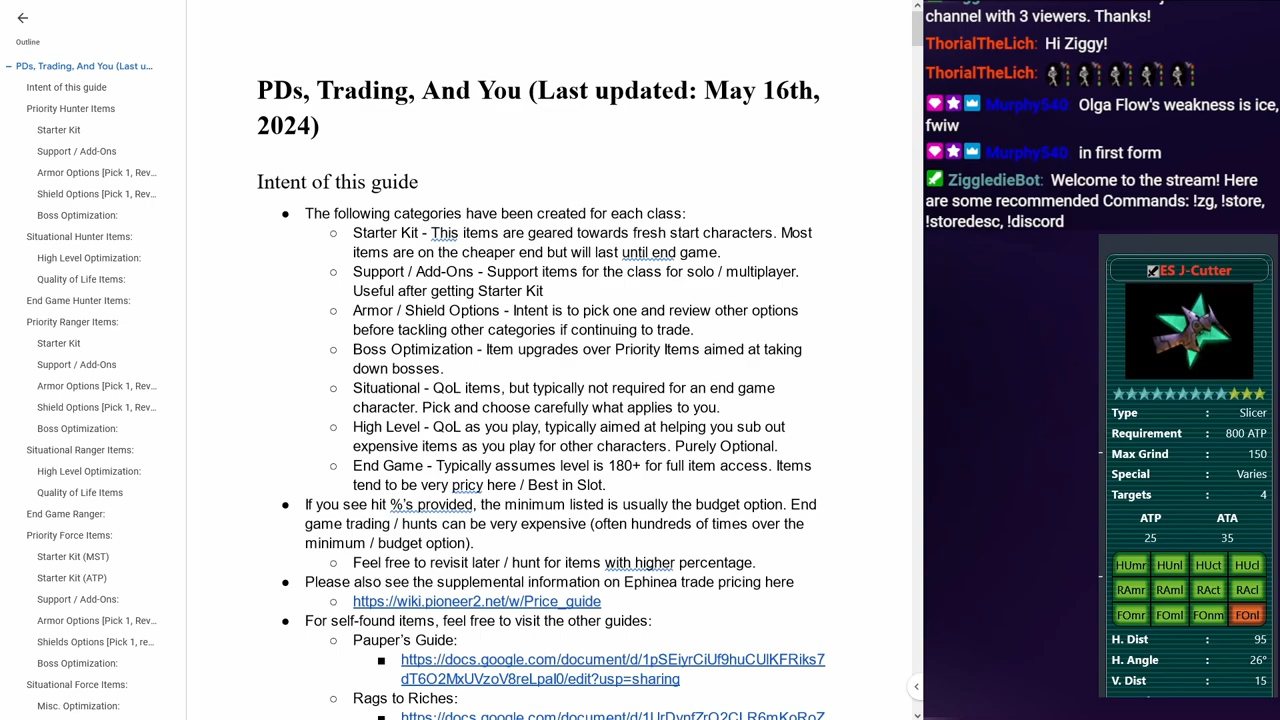 Outline
PDs, Trading, And You (Last u...
Intent of this guide
Priority Hunter Items
Starter Kit
Support / Add-Ons
Armor Options [Pick 1, Rev...
Shield Options [Pick 1, Rev...
Boss Optimization:
Situational Hunter Items:
High Level Optimization:
Quality of Life Items:
End Game Hunter Items:
Priority Ranger Items:
Starter Kit
Support / Add-Ons:
Armor Options [Pick 1, Rev...
Shield Options [Pick 1, Rev...
Boss Optimization:
Situational Ranger Items:
High Level Optimization:
Quality of Life Items
End Game Ranger:
Priority Force Items:
Starter Kit (MST)
Starter Kit (ATP)
Support / Add-Ons:
Armor Options [Pick 1, Rev...
Shields Options [Pick 1, re...
Boss Optimization:
Situational Force Items:
Misc. Optimization:
PDs, Trading, And You (Last updated: May 16th,
2024)
Intent of this guide
● The following categories have been created for each class:
○ Starter Kit - This items are geared towards fresh start characters. Most
items are on the cheaper end but will last until end game.
○ Support / Add-Ons - Support items for the class for solo / multiplayer.
Useful after getting Starter Kit
○ Armor / Shield Options - Intent is to pick one and review other options
before tackling other categories if continuing to trade.
○ Boss Optimization - Item upgrades over Priority Items aimed at taking
down bosses.
○ Situational - QoL items, but typically not required for an end game
character. Pick and choose carefully what applies to you.
○ High Level - QoL as you play, typically aimed at helping you sub out
expensive items as you play for other characters. Purely Optional.
○ End Game - Typically assumes level is 180+ for full item access. Items
tend to be very pricy here / Best in Slot.
● If you see hit %'s provided, the minimum listed is usually the budget option. End
game trading / hunts can be very expensive (often hundreds of times over the
minimum / budget option).
○ Feel free to revisit later / hunt for items with higher percentage.
● Please also see the supplemental information on Ephinea trade pricing here
○ https://wiki.pioneer2.net/w/Price_guide
● For self-found items, feel free to visit the other guides:
○ Pauper's Guide:
■ https://docs.google.com/document/d/1pSEiyrCiUf9huCUlKFRiks7
dT6O2MxUVzoV8reLpal0/edit?usp=sharing
○ Rags to Riches:
channel with 3 viewers. Thanks!
ThorialTheLich: Hi Ziggy!
ThorialTheLich:
Murphy540: Olga Flow's weakness is ice,
fwiw
Murphy540: in first form
ZiggledieBot: Welcome to the stream! Here
are some recommended Commands: !zg, !store,
!storedesc, !discord
ES J-Cutter
Type : Slicer
Requirement : 800 ATP
Max Grind : 150
Special : Varies
Targets : 4
ATP ATA
25 35
HUmr HUnl HUct HUcl
RAmr RAml RAct RAcl
FOmr FOml FOnm FOnl
H. Dist : 95
H. Angle : 26°
V. Dist : 15